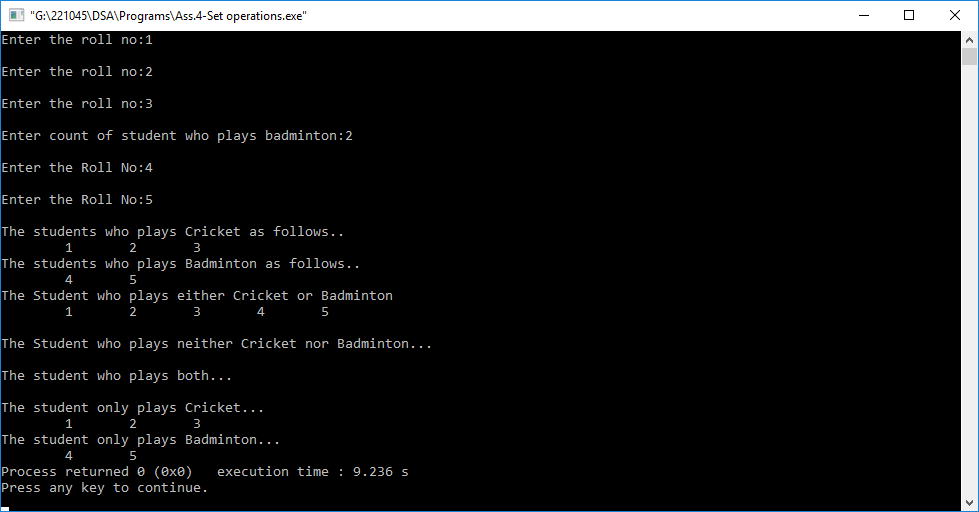 "G:\221045\DSA\Programs\Ass.4-Set operations.exe"
Enter the roll no:1
Enter the roll no:2
Enter the roll no:3
Enter count of student who plays badminton:2
Enter the Roll No:4
Enter the Roll No:5
The students who plays Cricket as follows..
1 2 3
The students who plays Badminton as follows..
4 5
The Student who plays either Cricket or Badminton
1 2 3 4 5
The Student who plays neither Cricket nor Badminton...
The student who plays both...
The student only plays Cricket...
1 2 3
The student only plays Badminton...
4 5
Process returned 0 (0x0)   execution time : 9.236 s
Press any key to continue.